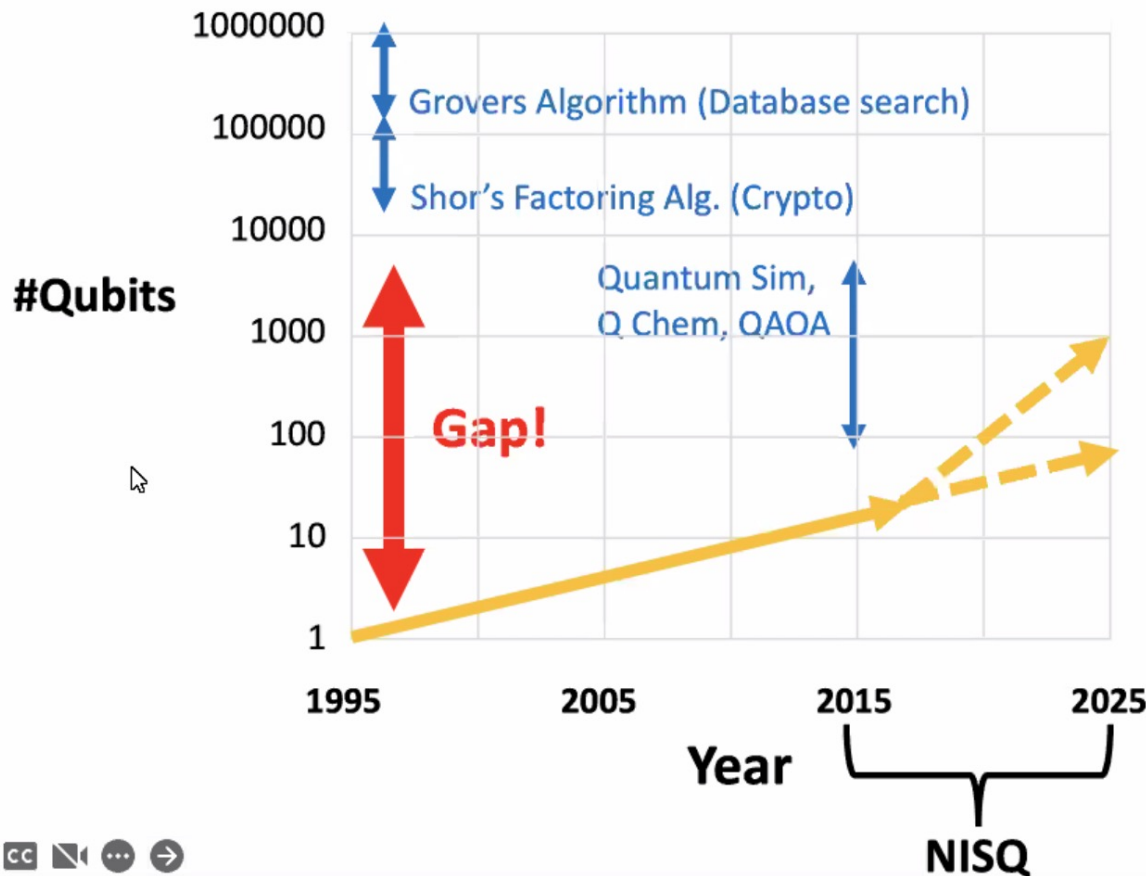 1000000
Grovers Algorithm (Database search)
100000
Shor's Factoring Alg. (Crypto)
10000
#Qubits
Quantum Sim,
Q Chem, QAOA
1000
Gap!
100
10
1
1995 2005 2015 2025
Year
NISQ
CC